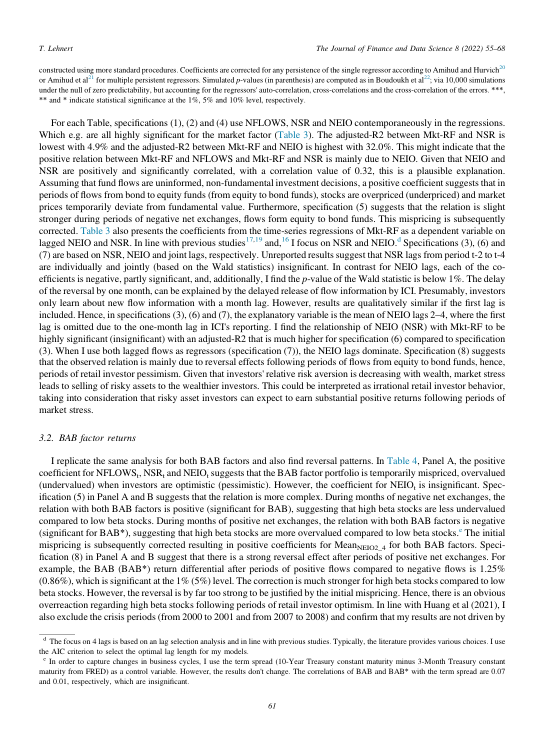 T. Lehnert
The Journal of Finance and Data Science 8 (2022) 55–68
constructed using more standard procedures. Coefficients are corrected for any persistence of the single regressor according to Amihud and Hurvich20
or Amihud et al21 for multiple persistent regressors. Simulated p-values (in parenthesis) are computed as in Boudoukh et al22; via 10,000 simulations
under the null of zero predictability, but accounting for the regressors' auto-correlation, cross-correlations and the cross-correlation of the errors. ***,
** and * indicate statistical significance at the 1%, 5% and 10% level, respectively.
For each Table, specifications (1), (2) and (4) use NFLOWS, NSR and NEIO contemporaneously in the regressions.
Which e.g. are all highly significant for the market factor (Table 3). The adjusted-R2 between Mkt-RF and NSR is
lowest with 4.9% and the adjusted-R2 between Mkt-RF and NEIO is highest with 32.0%. This might indicate that the
positive relation between Mkt-RF and NFLOWS and Mkt-RF and NSR is mainly due to NEIO. Given that NEIO and
NSR are positively and significantly correlated, with a correlation value of 0.32, this is a plausible explanation.
Assuming that fund flows are uninformed, non-fundamental investment decisions, a positive coefficient suggests that in
periods of flows from bond to equity funds (from equity to bond funds), stocks are overpriced (underpriced) and market
prices temporarily deviate from fundamental value. Furthermore, specification (5) suggests that the relation is slight
stronger during periods of negative net exchanges, flows form equity to bond funds. This mispricing is subsequently
corrected. Table 3 also presents the coefficients from the time-series regressions of Mkt-RF as a dependent variable on
lagged NEIO and NSR. In line with previous studies17,19 and,16 I focus on NSR and NEIO.d Specifications (3), (6) and
(7) are based on NSR, NEIO and joint lags, respectively. Unreported results suggest that NSR lags from period t-2 to t-4
are individually and jointly (based on the Wald statistics) insignificant. In contrast for NEIO lags, each of the co-
efficients is negative, partly significant, and, additionally, I find the p-value of the Wald statistic is below 1%. The delay
of the reversal by one month, can be explained by the delayed release of flow information by ICI. Presumably, investors
only learn about new flow information with a month lag. However, results are qualitatively similar if the first lag is
included. Hence, in specifications (3), (6) and (7), the explanatory variable is the mean of NEIO lags 2–4, where the first
lag is omitted due to the one-month lag in ICI's reporting. I find the relationship of NEIO (NSR) with Mkt-RF to be
highly significant (insignificant) with an adjusted-R2 that is much higher for specification (6) compared to specification
(3). When I use both lagged flows as regressors (specification (7)), the NEIO lags dominate. Specification (8) suggests
that the observed relation is mainly due to reversal effects following periods of flows from equity to bond funds, hence,
periods of retail investor pessimism. Given that investors' relative risk aversion is decreasing with wealth, market stress
leads to selling of risky assets to the wealthier investors. This could be interpreted as irrational retail investor behavior,
taking into consideration that risky asset investors can expect to earn substantial positive returns following periods of
market stress.
3.2. BAB factor returns
I replicate the same analysis for both BAB factors and also find reversal patterns. In Table 4, Panel A, the positive
coefficient for NFLOWSt, NSRt and NEIOt suggests that the BAB factor portfolio is temporarily mispriced, overvalued
(undervalued) when investors are optimistic (pessimistic). However, the coefficient for NEIOt is insignificant. Spec-
ification (5) in Panel A and B suggests that the relation is more complex. During months of negative net exchanges, the
relation with both BAB factors is positive (significant for BAB), suggesting that high beta stocks are less undervalued
compared to low beta stocks. During months of positive net exchanges, the relation with both BAB factors is negative
(significant for BAB*), suggesting that high beta stocks are more overvalued compared to low beta stocks.e The initial
mispricing is subsequently corrected resulting in positive coefficients for MeanNEIO2_4 for both BAB factors. Speci-
fication (8) in Panel A and B suggest that there is a strong reversal effect after periods of positive net exchanges. For
example, the BAB (BAB*) return differential after periods of positive flows compared to negative flows is 1.25%
(0.86%), which is significant at the 1% (5%) level. The correction is much stronger for high beta stocks compared to low
beta stocks. However, the reversal is by far too strong to be justified by the initial mispricing. Hence, there is an obvious
overreaction regarding high beta stocks following periods of retail investor optimism. In line with Huang et al (2021), I
also exclude the crisis periods (from 2000 to 2001 and from 2007 to 2008) and confirm that my results are not driven by
d The focus on 4 lags is based on an lag selection analysis and in line with previous studies. Typically, the literature provides various choices. I use
the AIC criterion to select the optimal lag length for my models.
e In order to capture changes in business cycles, I use the term spread (10-Year Treasury constant maturity minus 3-Month Treasury constant
maturity from FRED) as a control variable. However, the results don't change. The correlations of BAB and BAB* with the term spread are 0.07
and 0.01, respectively, which are insignificant.
61